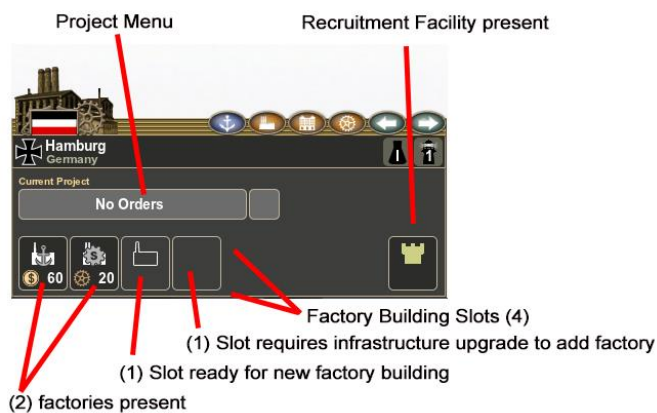 Project Menu
Recruitment Facility present
Hamburg
Germany
I
1
Current Project
No Orders
S
$ 60
20
Factory Building Slots (4)
(1) Slot requires infrastructure upgrade to add factory
(1) Slot ready for new factory building
(2) factories present